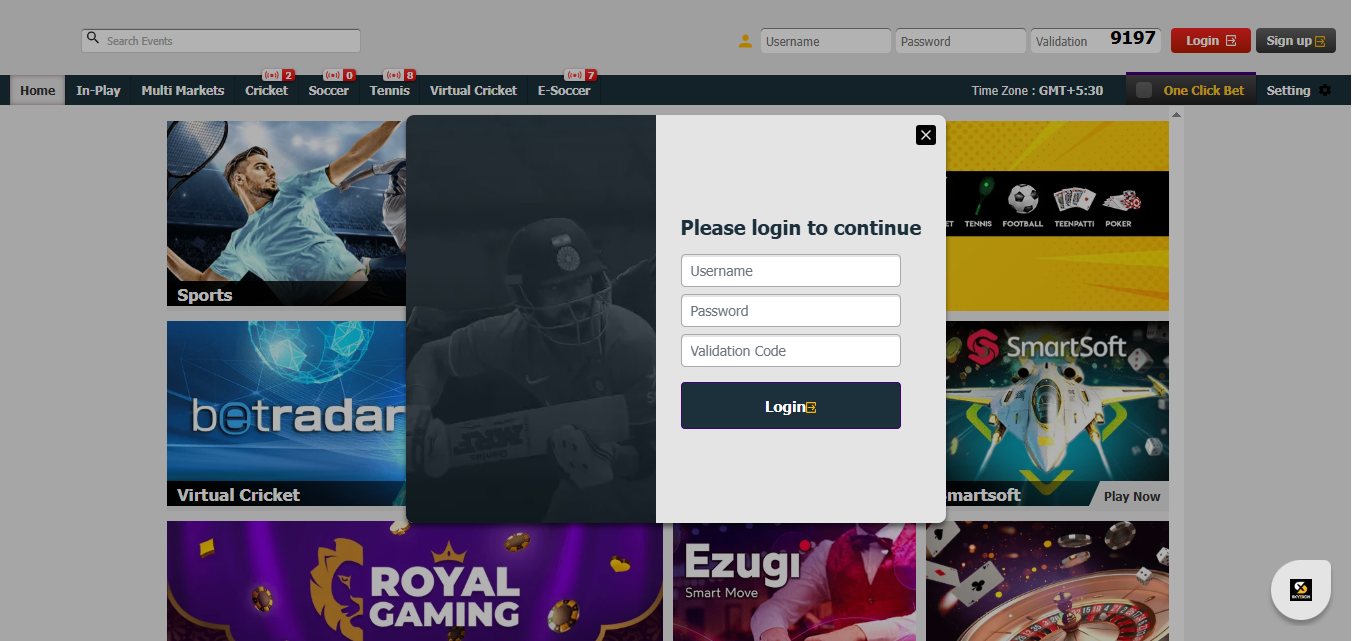 Search Events
Username
Password
Validation 9197
Login
Sign up
2
0
8
7
Home
In-Play
Multi Markets
Cricket
Soccer
Tennis
Virtual Cricket
E-Soccer
Time Zone : GMT+5:30
One Click Bet
Setting
Sports
TENNIS
FOOTBALL
TEENPATTI
POKER
Please login to continue
Username
Password
Validation Code
Login
betradar
Virtual Cricket
SmartSoft
martsoft
Play Now
ROYAL
GAMING
Ezugi
Smart Move